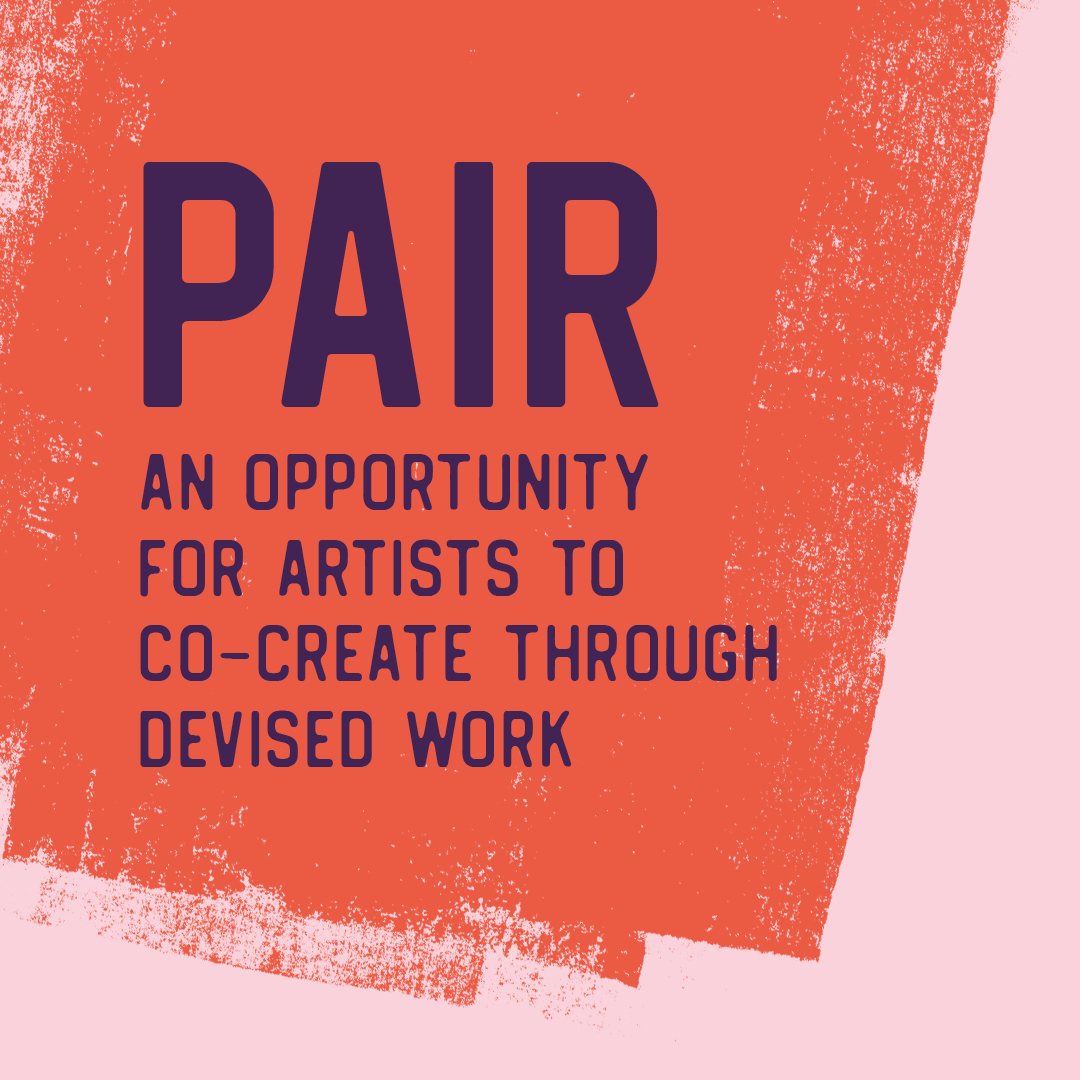 PAIR
AN OPPORTUNITY
FOR ARTISTS TO
CO-CREATE THROUGH
DEVISED WORK